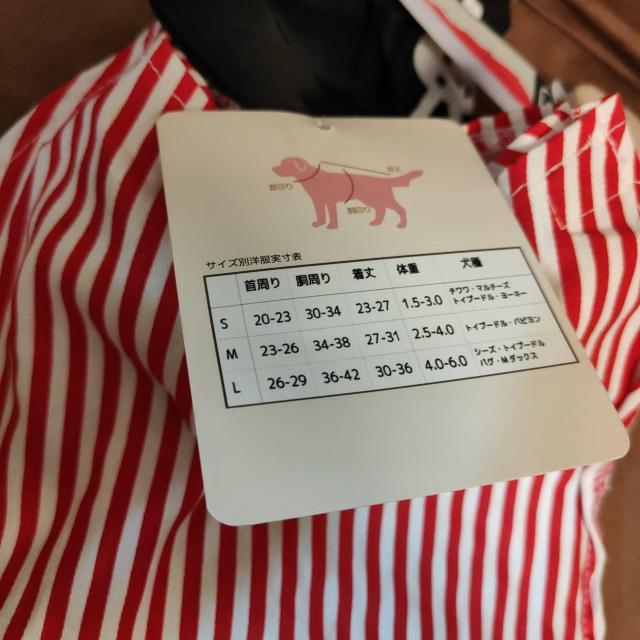 着丈
首回り
胴回り
サイズ別洋服実寸表
首周り 胴周り 着丈 体重 犬種
S 20-23 30-34 23-27 1.5-3.0 チワワ・マルチーズ
トイプードル・ヨーキー
M 23-26 34-38 27-31 2.5-4.0 トイプードル・パピヨン
L 26-29 36-42 30-36 4.0-6.0 シーズ・トイプードル
パグ・Mダックス